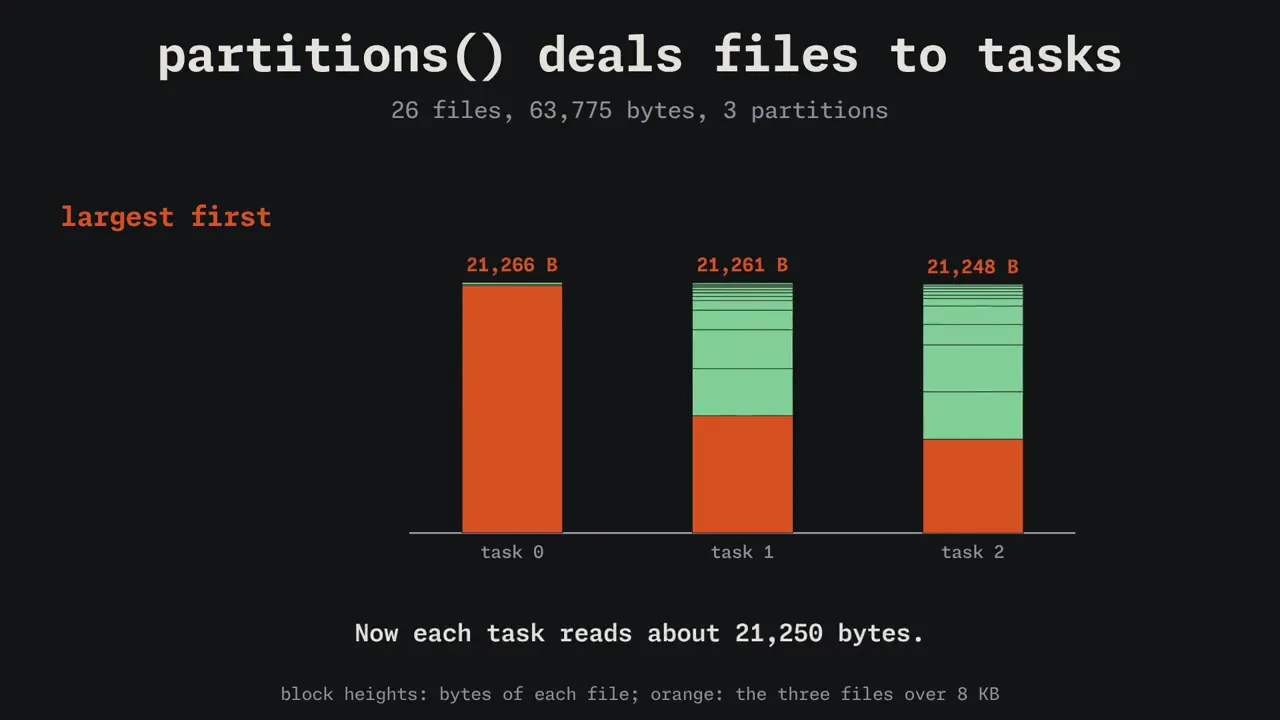 partitions() deals files to tasks
26 files, 63,775 bytes, 3 partitions
largest first
21,266 B
21,261 B
21,248 B
task 0
task 1
task 2
Now each task reads about 21,250 bytes.
block heights: bytes of each file; orange: the three files over 8 KB